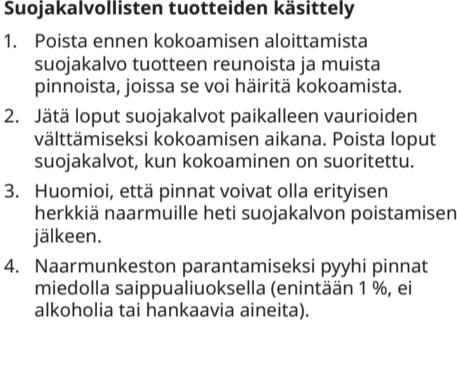 Suojakalvollisten tuotteiden käsittely
1. Poista ennen kokoamisen aloittamista
suojakalvo tuotteen reunoista ja muista
pinnoista, joissa se voi häiritä kokoamista.
2. Jätä loput suojakalvot paikalleen vaurioiden
välttämiseksi kokoamisen aikana. Poista loput
suojakalvot, kun kokoaminen on suoritettu.
3. Huomioi, että pinnat voivat olla erityisen
herkkiä naarmuille heti suojakalvon poistamisen
jälkeen.
4. Naarmunkeston parantamiseksi pyyhi pinnat
miedolla saippualiuoksella (enintään 1 %, ei
alkoholia tai hankaavia aineita).